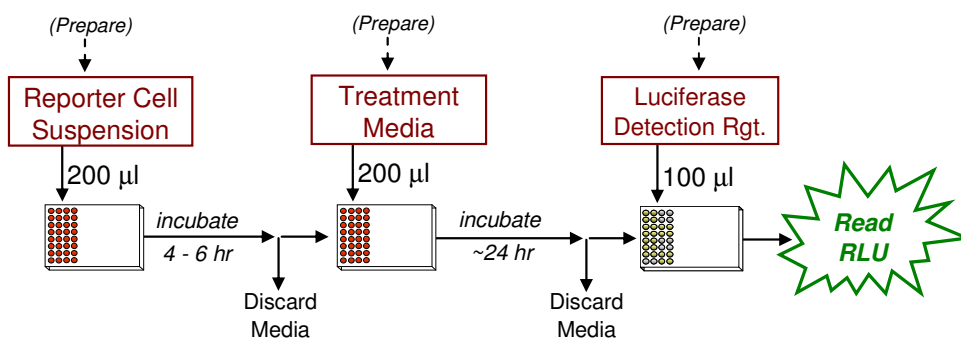 (Prepare)
(Prepare)
(Prepare)
Reporter Cell
Suspension
Treatment
Media
Luciferase
Detection Rgt.
200 µl
200 µl
100 µl
incubate
4 - 6 hr
incubate
~24 hr
Read
RLU
Discard
Media
Discard
Media